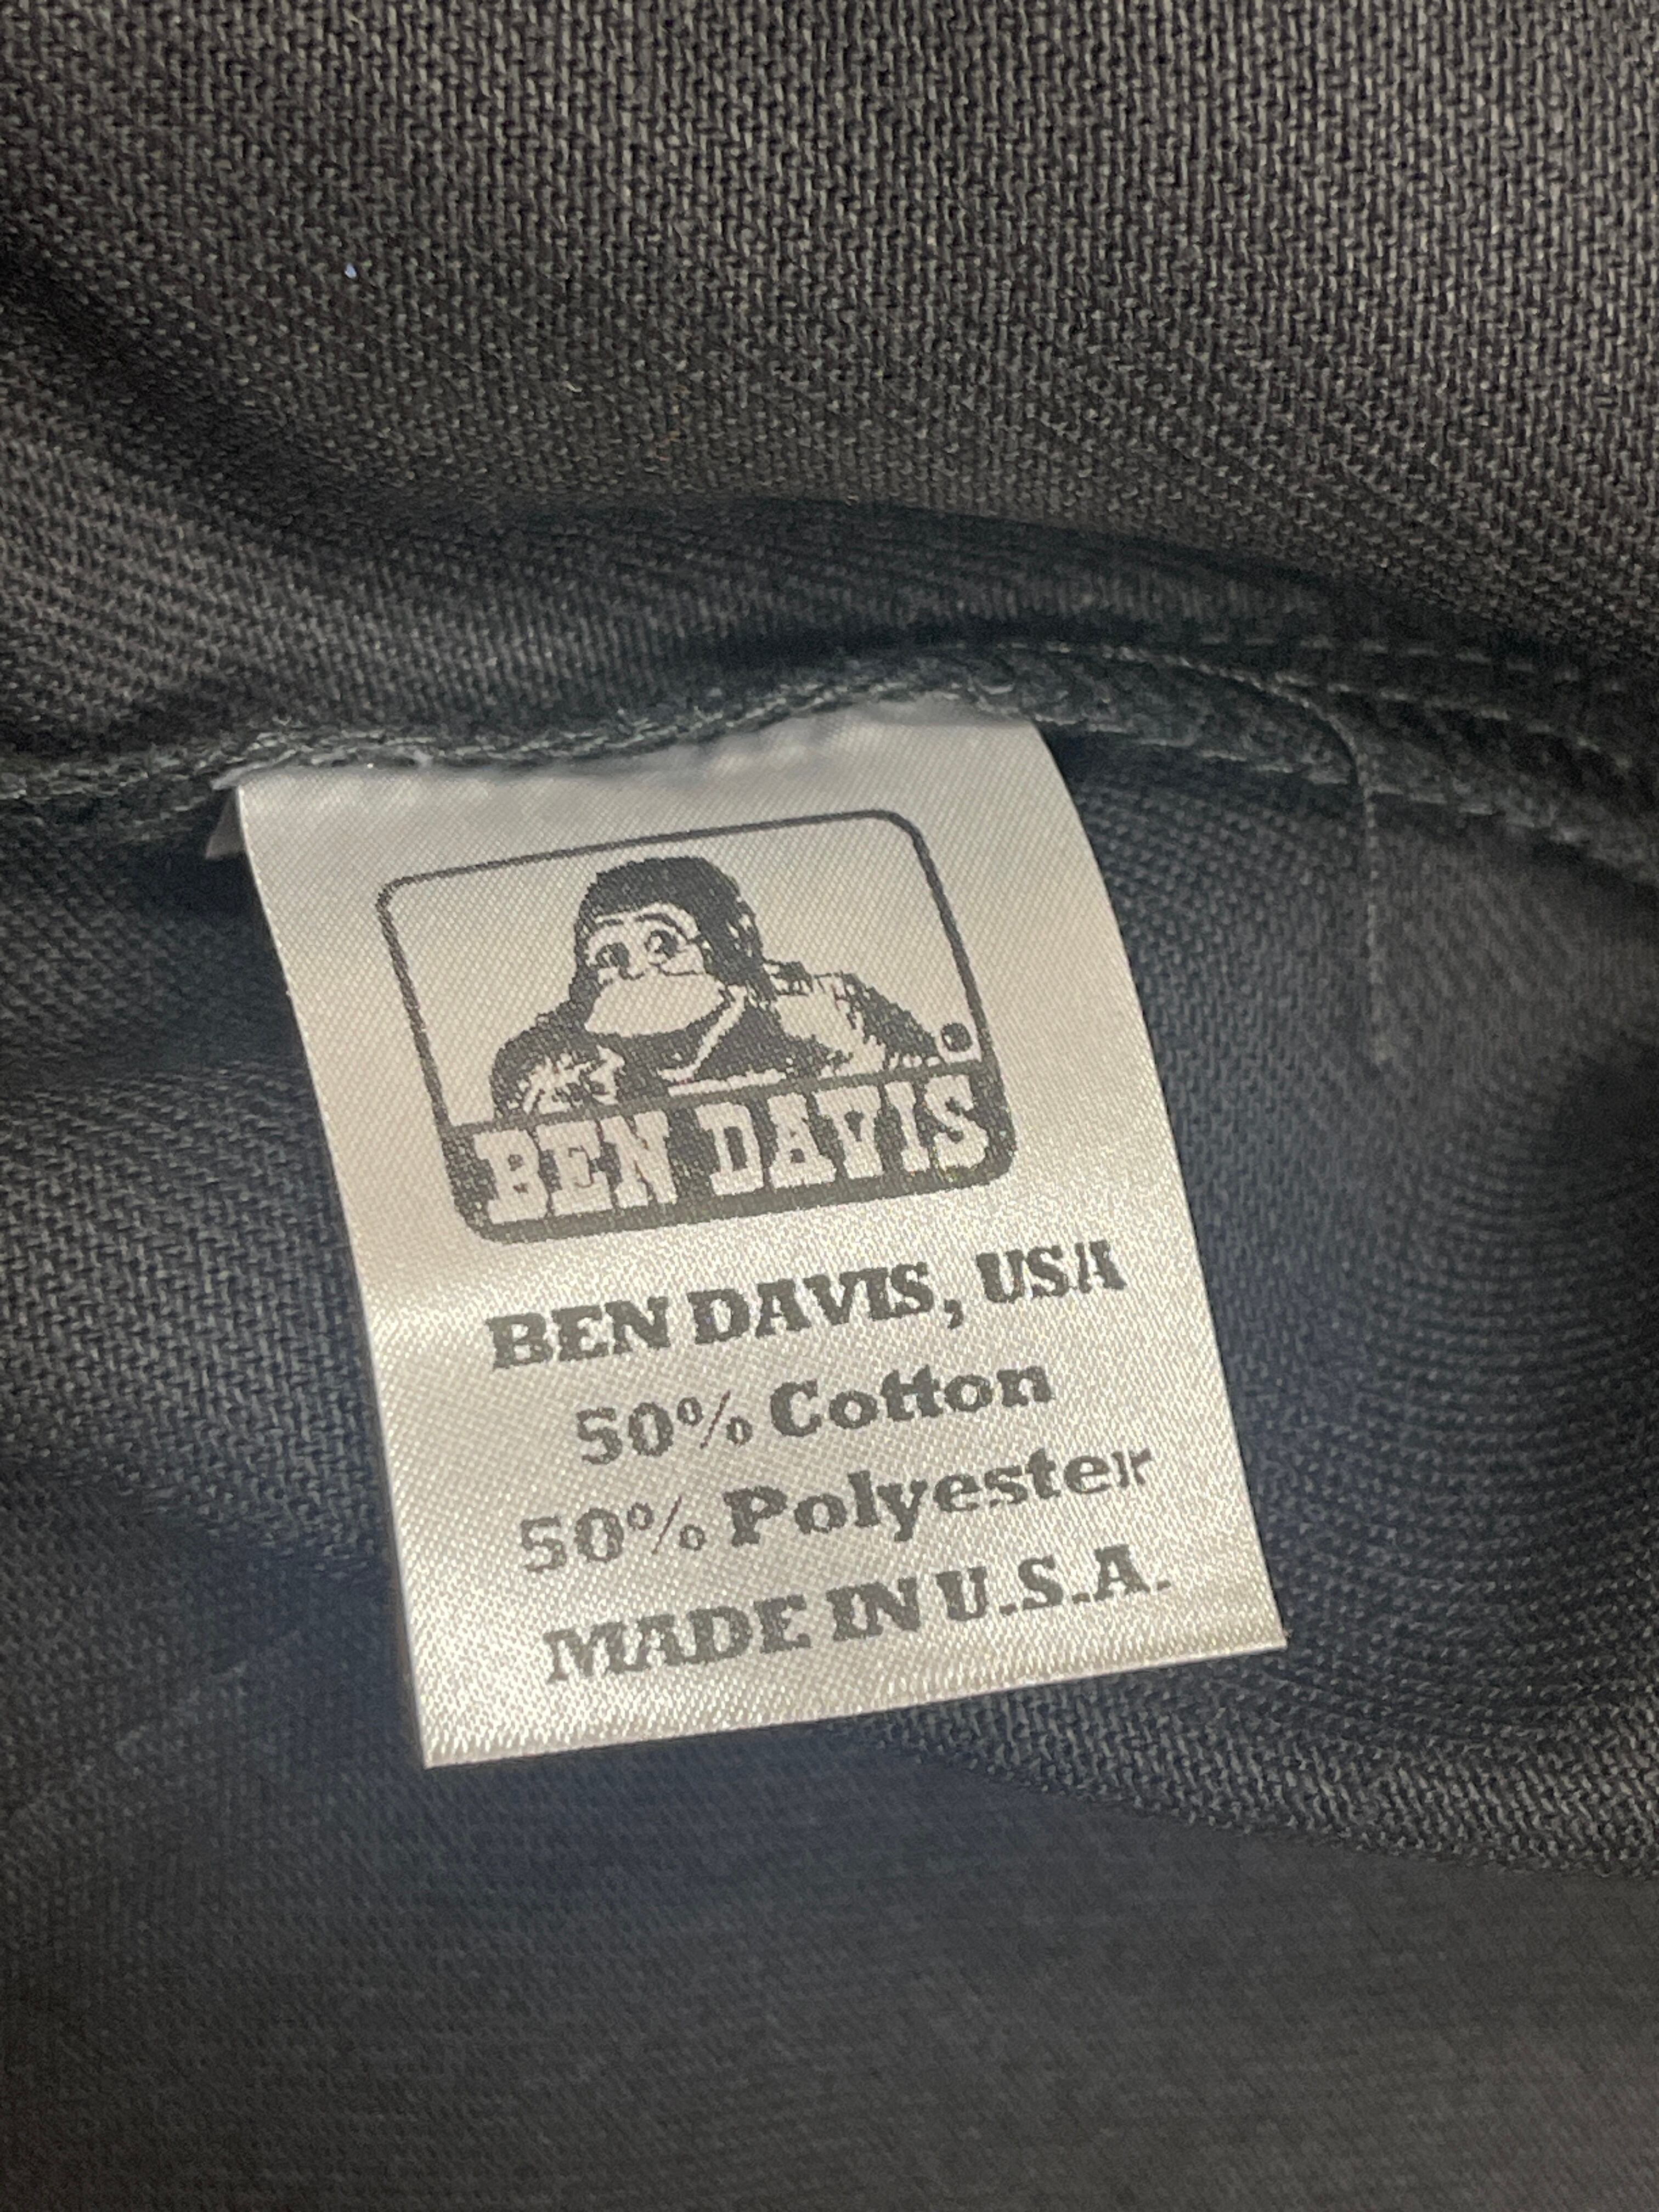 BEN DAVIS
BEN DAVIS, USA
50% Cotton
50% Polyester
MADE IN U.S.A.